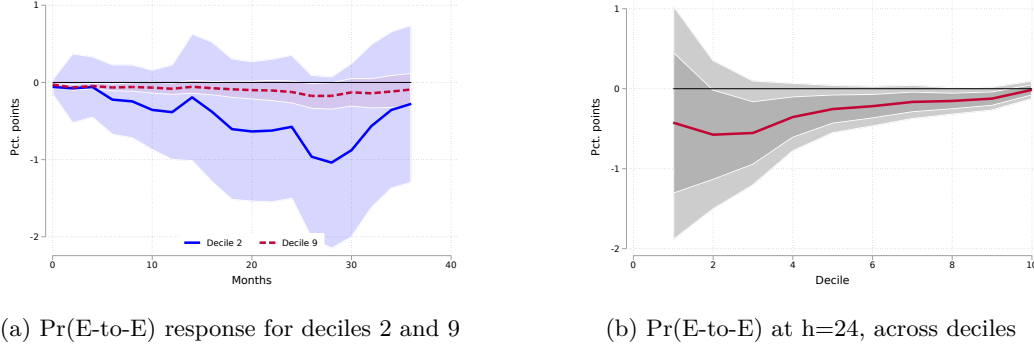 1
0
-1
-2
Pct. points
0
10
20
30
40
Months
Decile 2
Decile 9
1
0
-1
-2
Pct. points
0
2
4
6
8
10
Decile
(a) Pr(E-to-E) response for deciles 2 and 9
(b) Pr(E-to-E) at h=24, across deciles